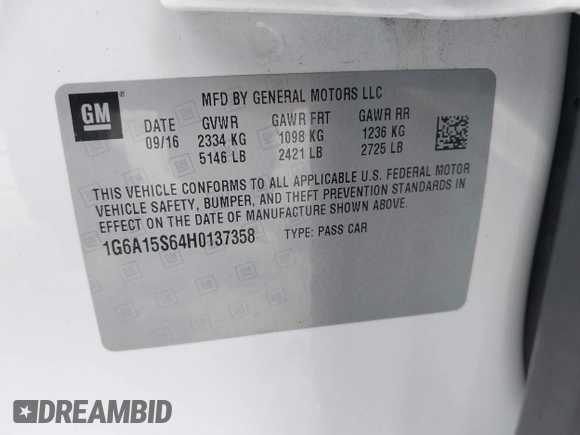 GM ®
MFD BY GENERAL MOTORS LLC
DATE GVWR GAWR FRT GAWR RR
09/16 2334 KG 1098 KG 1236 KG
5146 LB 2421 LB 2725 LB
THIS VEHICLE CONFORMS TO ALL APPLICABLE U.S. FEDERAL MOTOR
VEHICLE SAFETY, BUMPER, AND THEFT PREVENTION STANDARDS IN
EFFECT ON THE DATE OF MANUFACTURE SHOWN ABOVE.
1G6A15S64H0137358 TYPE: PASS CAR
DREAMBID